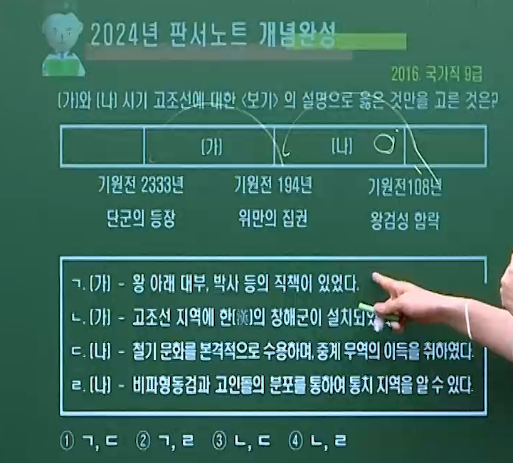 2024년 판서노트 개념완성
2016. 국가직 9급
(가)와 (나) 시기 고조선에 대한 <보기> 의 설명으로 옳은 것만을 고른 것은?
(가) (나)
기원전 2333년 기원전 194년 기원전108년
단군의 등장 위만의 집권 왕검성 함락
ㄱ. (가) - 왕 아래 대부, 박사 등의 직책이 있었다.
ㄴ. (가) - 고조선 지역에 한(漢)의 창해군이 설치되었
ㄷ. (나) - 철기 문화를 본격적으로 수용하며, 중계 무역의 이득을 취하였다.
ㄹ. (나) - 비파형동검과 고인돌의 분포를 통하여 통치 지역을 알 수 있다.
① ㄱ, ㄷ ② ㄱ, ㄹ ③ ㄴ, ㄷ ④ ㄴ, ㄹ